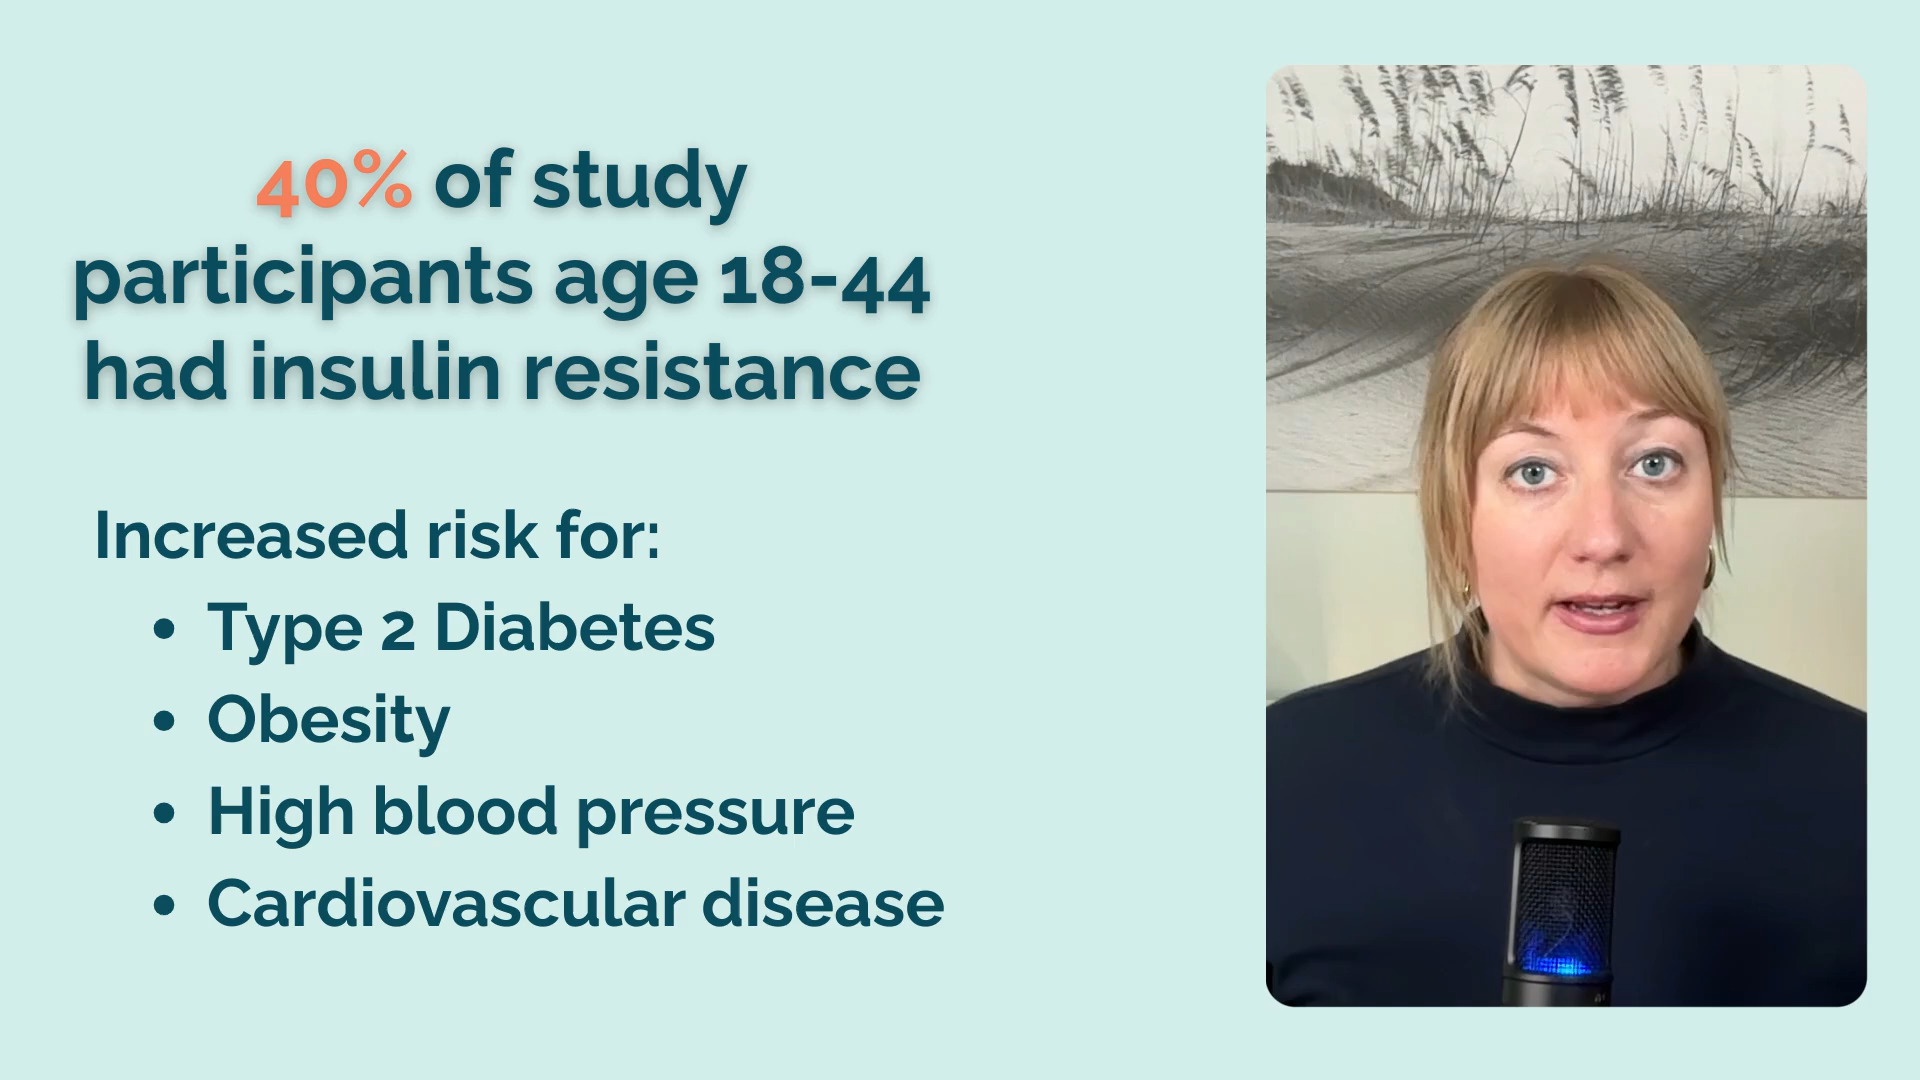 40% of study
participants age 18-44
had insulin resistance
Increased risk for:
• Type 2 Diabetes
• Obesity
• High blood pressure
• Cardiovascular disease